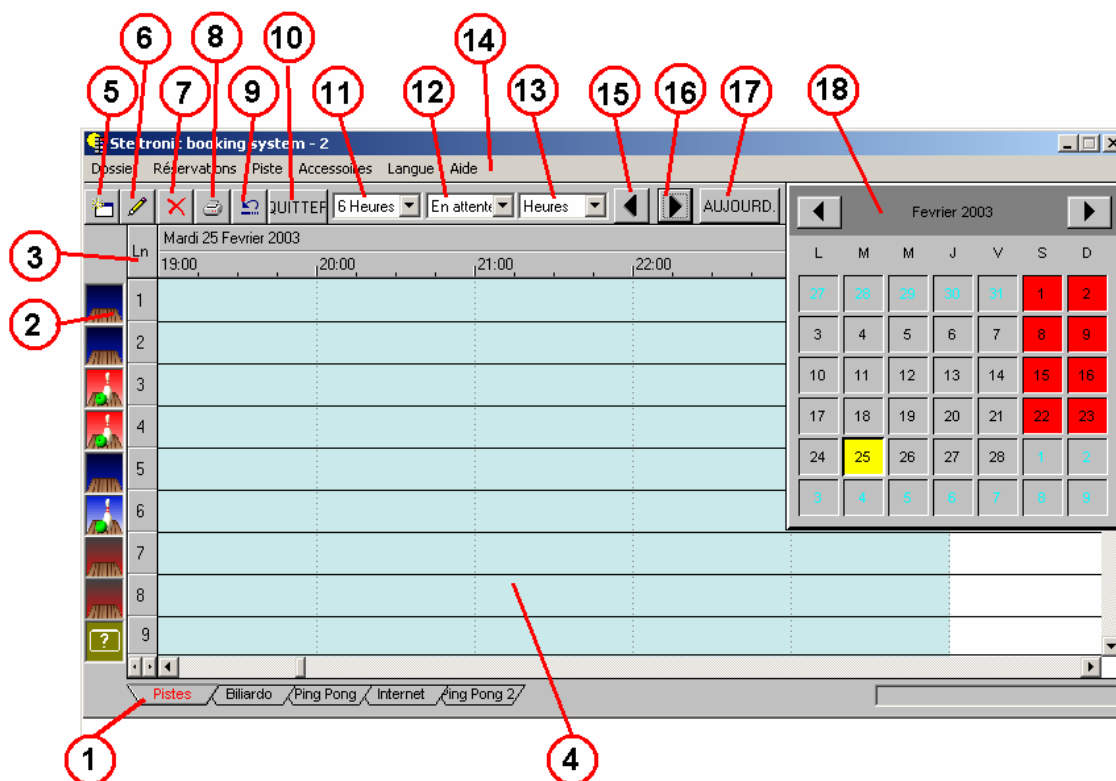 6 8 10 14
5 7 9 11 12 13 15 16 17 18
Steltronic booking system - 2
Dossier Réservations Piste Accessoires Langue Aide
QUITTER 6 Heures En attente Heures AUJOURD.
Fevrier 2003
3 Ln Mardi 25 Fevrier 2003
19:00 20:00 21:00 22:00
L M M J V S D
27 28 29 30 31 1 2
3 4 5 6 7 8 9
10 11 12 13 14 15 16
17 18 19 20 21 22 23
24 25 26 27 28 1 2
3 4 5 6 7 8 9
1
2
2
3
4
5
6
7
8
? 9
Pistes Biliardo Ping Pong Internet Ping Pong 2
1 4